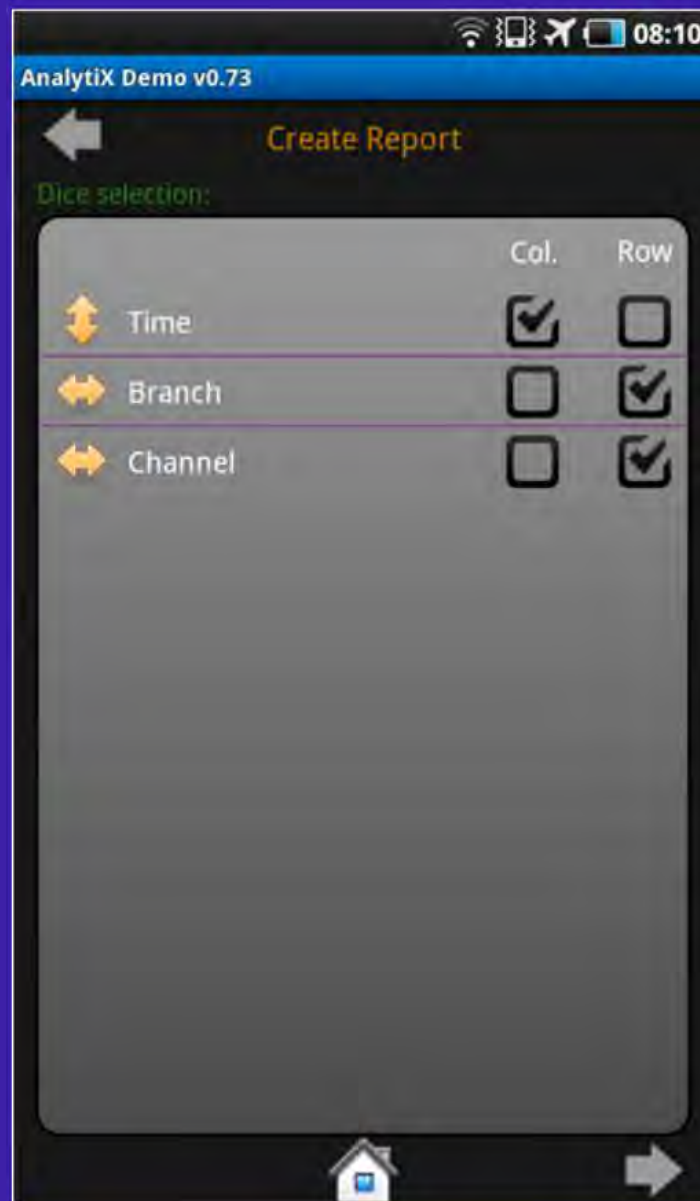 08:10
AnalytiX Demo v0.73
Create Report
Dice selection:
Col. Row
Time
Branch
Channel